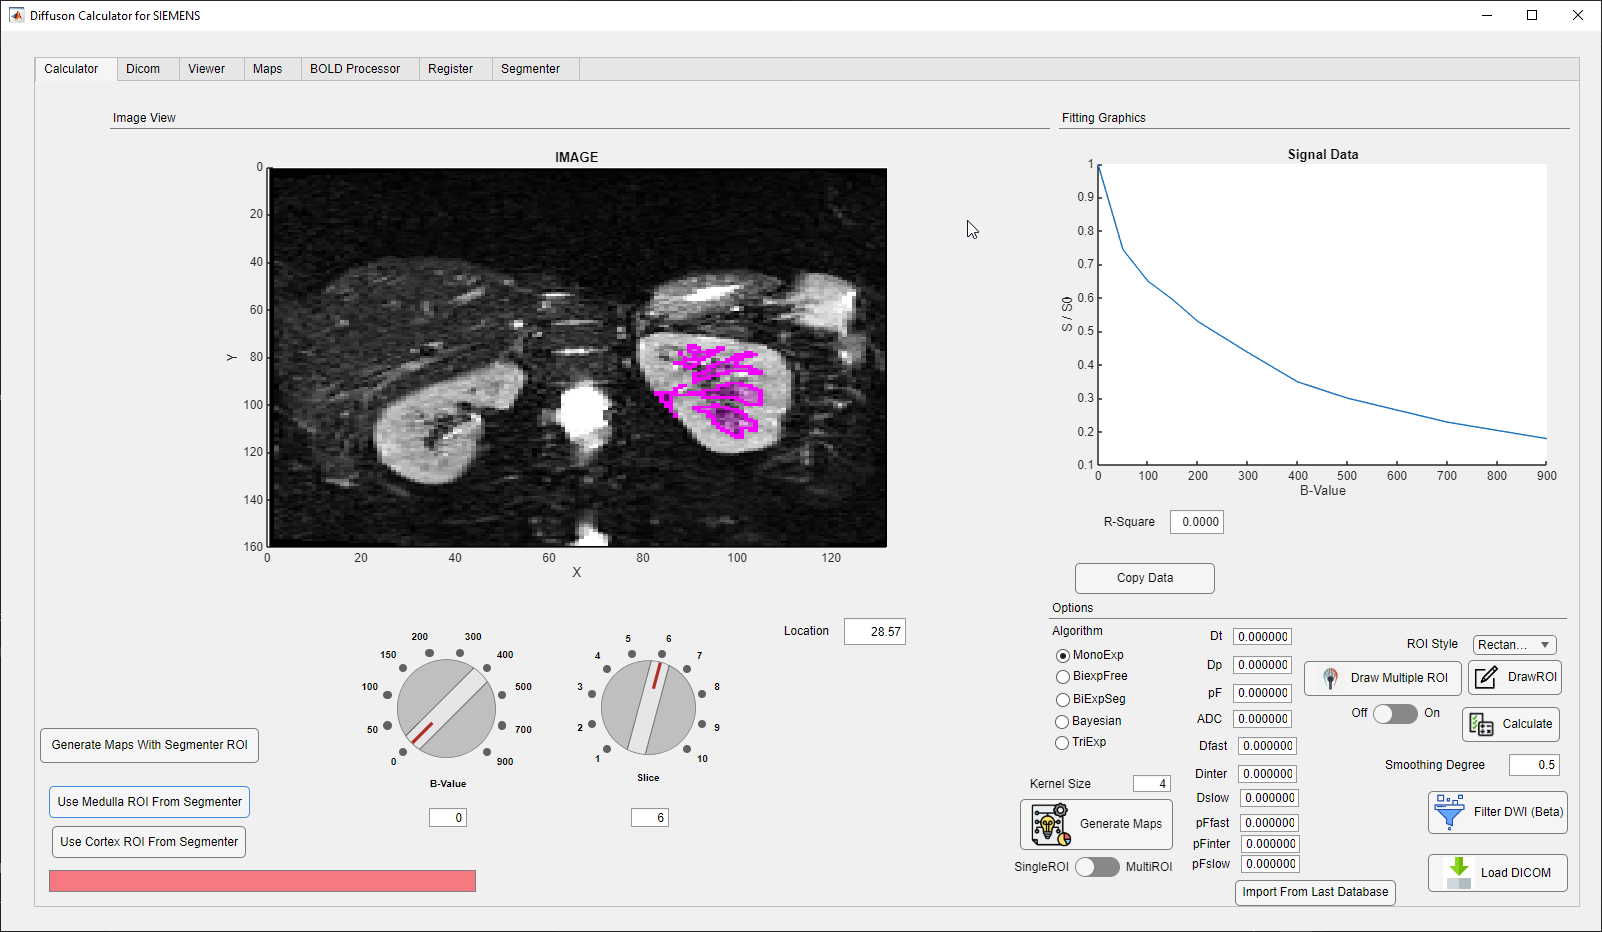 Diffuson Calculator for SIEMENS
Calculator Dicom Viewer Maps BOLD Processor Register Segmenter
Image View
IMAGE
0
20
40
60
80
100
120
140
160
Y
0 20 40 60 80 100 120
X
Fitting Graphics
Signal Data
1
0.9
0.8
0.7
0.6
0.5
0.4
0.3
0.2
0.1
S / S0
0 100 200 300 400 500 600 700 800 900
B-Value
R-Square 0.0000
Copy Data
Location 28.57
0
50
100
150
200
300
400
500
700
900
B-Value
0
1
2
3
4
5
6
7
8
9
10
Slice
6
Generate Maps With Segmenter ROI
Use Medulla ROI From Segmenter
Use Cortex ROI From Segmenter
Options
Algorithm
MonoExp
BiexpFree
BiExpSeg
Bayesian
TriExp
Kernel Size 4
Generate Maps
SingleROI MultiROI
Dt 0.000000
Dp 0.000000
pF 0.000000
ADC 0.000000
Dfast 0.000000
Dinter 0.000000
Dslow 0.000000
pFfast 0.000000
pFinter 0.000000
pFslow 0.000000
Import From Last Database
ROI Style Rectan...
Draw Multiple ROI DrawROI
Off On
Calculate
Smoothing Degree 0.5
Filter DWI (Beta)
Load DICOM